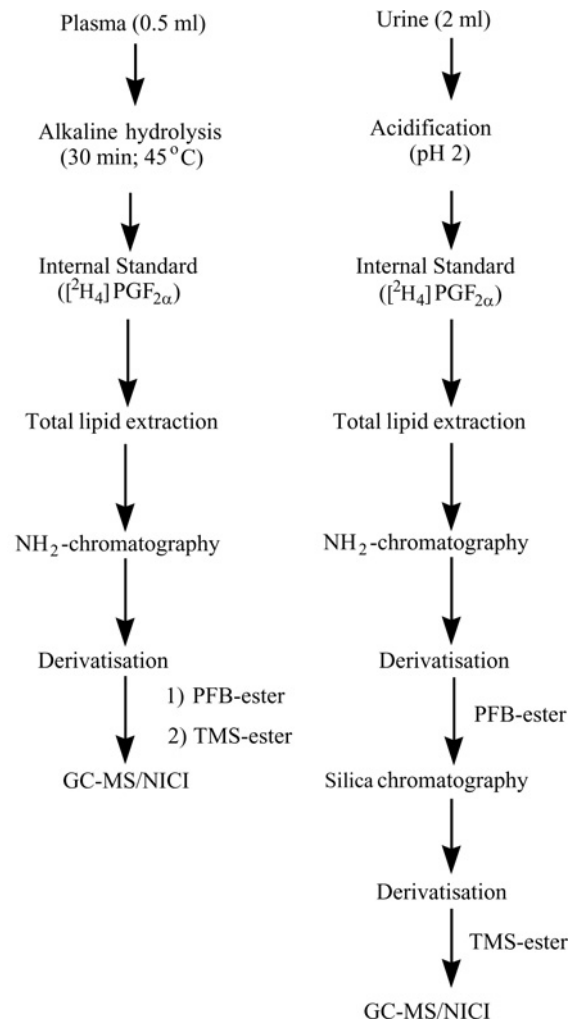 Plasma (0.5 ml)
Alkaline hydrolysis
(30 min; 45°C)
Internal Standard
([²H₄] PGF₂α)
Total lipid extraction
NH₂-chromatography
Derivatisation
1) PFB-ester
2) TMS-ester
GC-MS/NICI
Urine (2 ml)
Acidification
(pH 2)
Internal Standard
([²H₄] PGF₂α)
Total lipid extraction
NH₂-chromatography
Derivatisation
PFB-ester
Silica chromatography
Derivatisation
TMS-ester
GC-MS/NICI